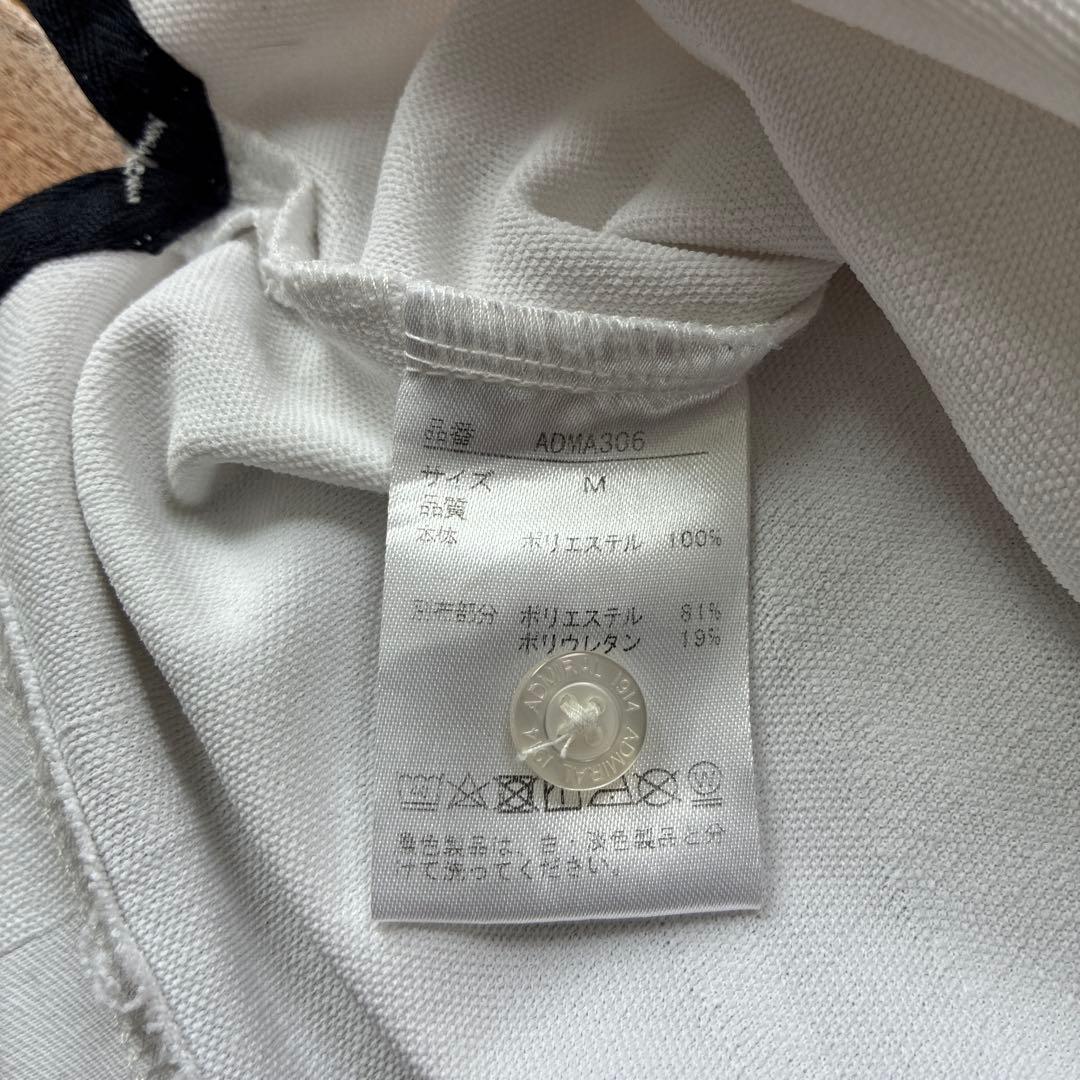 品番 ADMA306
サイズ M
品質
本体 ポリエステル 100%
別布部分 ポリエステル 81%
ポリウレタン 19%
ADMIRAL 1914 ADMIRAL 1914
W
濃色製品は、白・淡色製品と分
けて洗ってください。